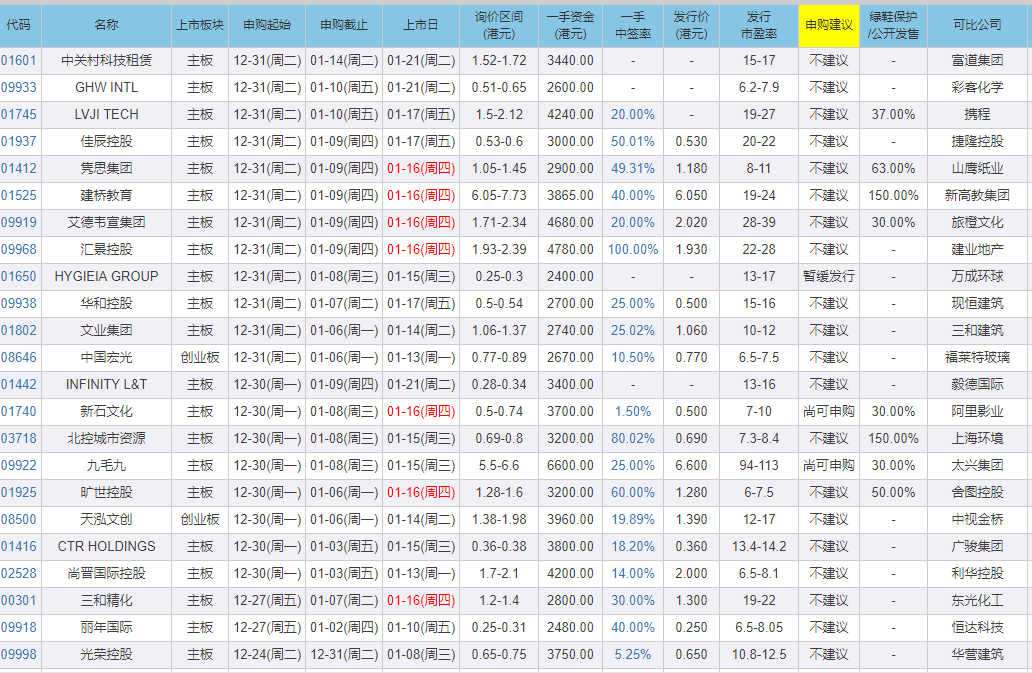 代码 名称 上市板块 申购起始 申购截止 上市日 询价区间(港元) 一手资金(港元) 一手中签率 发行价(港元) 发行市盈率 申购建议 绿鞋保护/公开发售 可比公司
01601 中关村科技租赁 主板 12-31(周二) 01-14(周二) 01-21(周二) 1.52-1.72 3440.00 - - 15-17 不建议 - 富道集团
09933 GHW INTL 主板 12-31(周二) 01-10(周五) 01-21(周二) 0.51-0.65 2600.00 - - 6.2-7.9 不建议 - 彩客化学
01745 LVJI TECH 主板 12-31(周二) 01-10(周五) 01-17(周五) 1.5-2.12 4240.00 20.00% - 19-27 不建议 37.00% 携程
01937 佳辰控股 主板 12-31(周二) 01-09(周四) 01-17(周五) 0.53-0.6 3000.00 50.01% 0.530 20-22 不建议 - 捷隆控股
01412 隽思集团 主板 12-31(周二) 01-09(周四) 01-16(周四) 1.05-1.45 2900.00 49.31% 1.180 8-11 不建议 63.00% 山鹰纸业
01525 建桥教育 主板 12-31(周二) 01-09(周四) 01-16(周四) 6.05-7.73 3865.00 40.00% 6.050 19-24 不建议 150.00% 新高教集团
09919 艾德韦宣集团 主板 12-31(周二) 01-09(周四) 01-16(周四) 1.71-2.34 4680.00 20.00% 2.020 28-39 不建议 30.00% 旅橙文化
09968 汇景控股 主板 12-31(周二) 01-09(周四) 01-16(周四) 1.93-2.39 4780.00 100.00% 1.930 22-28 不建议 - 建业地产
01650 HYGIEIA GROUP 主板 12-31(周二) 01-08(周三) 01-15(周三) 0.25-0.3 2400.00 - - 13-17 暂缓发行 - 万成环球
09938 华和控股 主板 12-31(周二) 01-07(周二) 01-17(周五) 0.5-0.54 2700.00 25.00% 0.500 15-16 不建议 - 现恒建筑
01802 文业集团 主板 12-31(周二) 01-06(周一) 01-14(周二) 1.06-1.37 2740.00 25.02% 1.060 10-12 不建议 - 三和建筑
08646 中国宏光 创业板 12-31(周二) 01-06(周一) 01-13(周一) 0.77-0.89 2670.00 10.50% 0.770 6.5-7.5 不建议 - 福莱特玻璃
01442 INFINITY L&T 主板 12-30(周一) 01-09(周四) 01-21(周二) 0.28-0.34 3400.00 - - 13-16 不建议 - 毅德国际
01740 新石文化 主板 12-30(周一) 01-08(周三) 01-16(周四) 0.5-0.74 3700.00 1.50% 0.500 7-10 尚可申购 30.00% 阿里影业
03718 北控城市资源 主板 12-30(周一) 01-08(周三) 01-15(周三) 0.69-0.8 3200.00 80.02% 0.690 7.3-8.4 不建议 150.00% 上海环境
09922 九毛九 主板 12-30(周一) 01-08(周三) 01-15(周三) 5.5-6.6 6600.00 25.00% 6.600 94-113 尚可申购 30.00% 太兴集团
01925 旷世控股 主板 12-30(周一) 01-06(周一) 01-16(周四) 1.28-1.6 3200.00 60.00% 1.280 6-7.5 不建议 50.00% 舍图控股
08500 天泓文创 创业板 12-30(周一) 01-06(周一) 01-14(周二) 1.38-1.98 3960.00 19.89% 1.390 12-17 不建议 - 中视金桥
01416 CTR HOLDINGS 主板 12-30(周一) 01-03(周五) 01-15(周三) 0.36-0.38 3800.00 18.20% 0.360 13.4-14.2 不建议 - 广骏集团
02528 尚晋国际控股 主板 12-30(周一) 01-03(周五) 01-13(周一) 1.7-2.1 4200.00 14.00% 2.000 6.5-8.1 不建议 - 利华控股
00301 三和精化 主板 12-27(周五) 01-07(周二) 01-16(周四) 1.2-1.4 2800.00 30.00% 1.300 19-22 不建议 - 东光化工
09918 丽年国际 主板 12-27(周五) 01-02(周四) 01-10(周五) 0.25-0.31 2480.00 40.00% 0.250 6.5-8.05 不建议 - 恒达科技
09998 光荣控股 主板 12-24(周二) 12-31(周二) 01-08(周三) 0.65-0.75 3750.00 5.25% 0.650 10.8-12.5 不建议 - 华营建筑